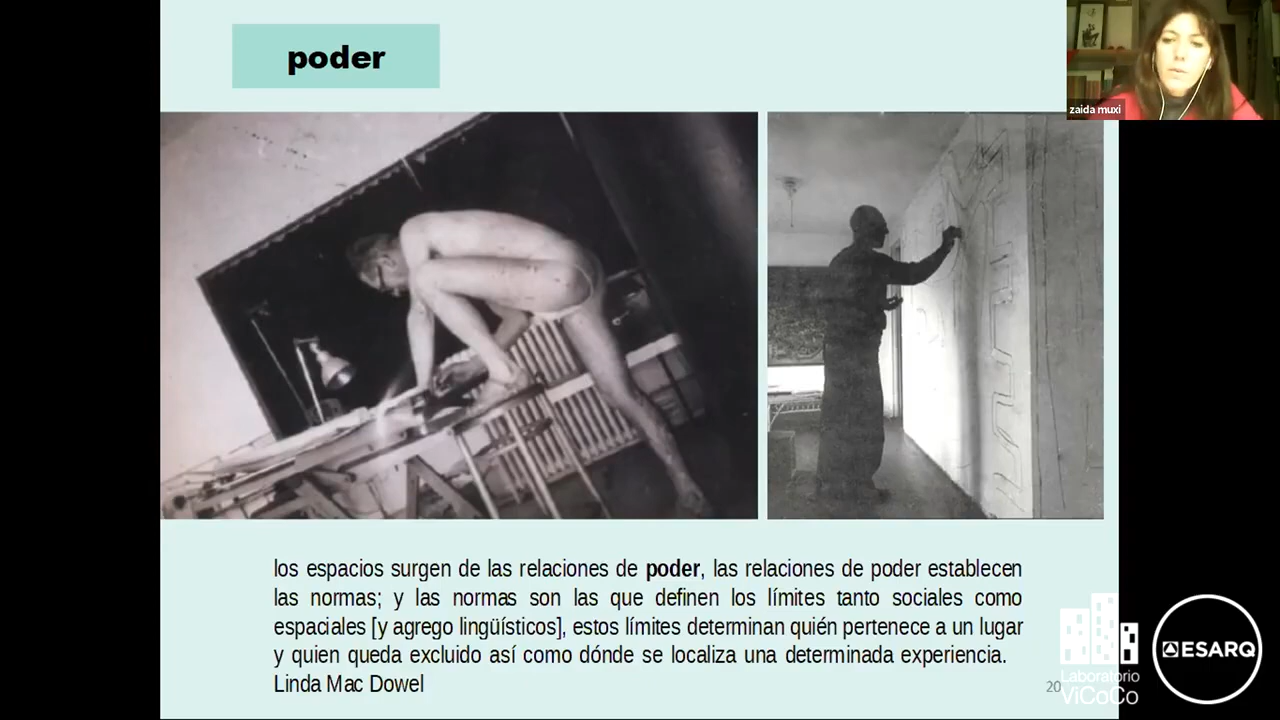 poder
zaida muxi
los espacios surgen de las relaciones de poder, las relaciones de poder establecen
las normas; y las normas son las que definen los límites tanto sociales como
espaciales [y agrego lingüísticos], estos límites determinan quién pertenece a un lugar
y quien queda excluido así como dónde se localiza una determinada experiencia.
Linda Mac Dowel
20
Laboratorio
ViCoCo
ESARQ